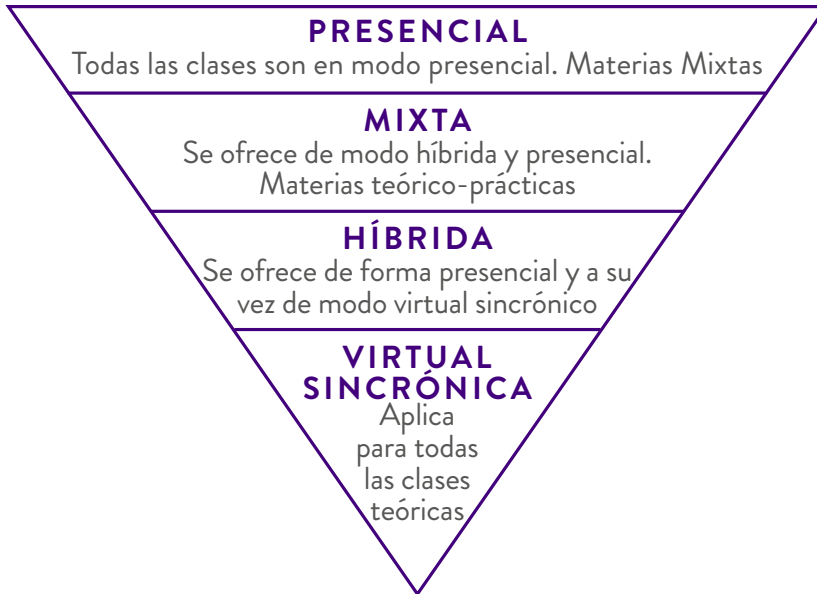 PRESENCIAL
Todas las clases son en modo presencial. Materias Mixtas
MIXTA
Se ofrece de modo híbrida y presencial.
Materias teórico-prácticas
HÍBRIDA
Se ofrece de forma presencial y a su
vez de modo virtual sincrónico
VIRTUAL
SINCRÓNICA
Aplica
para todas
las clases
teóricas